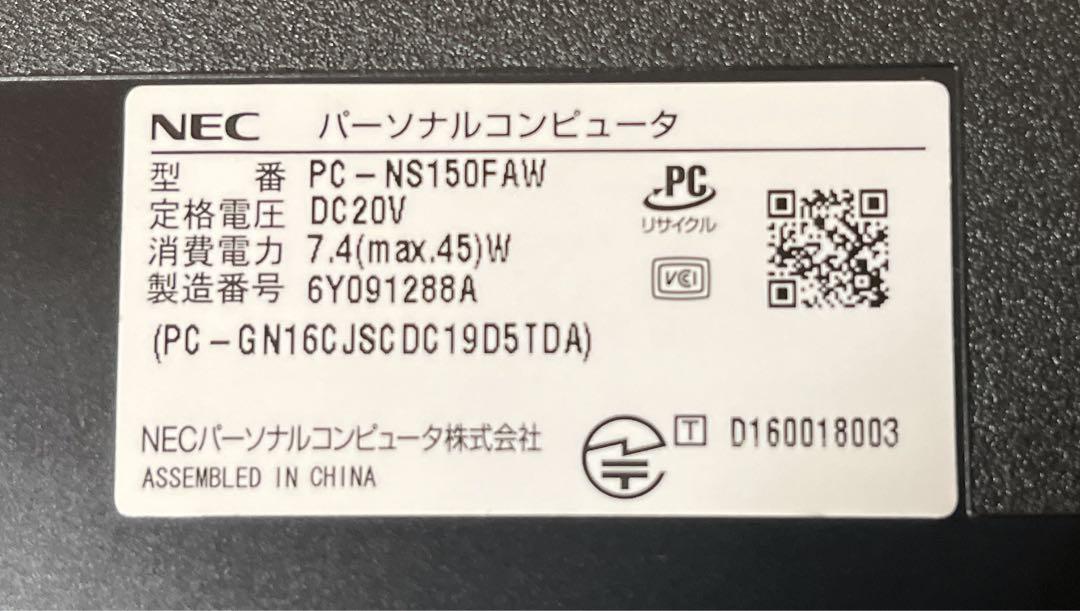 NEC パーソナルコンピュータ
型 番 PC-NS150FAW
定格電圧 DC20V
消費電力 7.4(max.45)W
製造番号 6Y091288A
(PC-GN16CJSCDC19D5TDA)
PC
リサイクル
VCI
NECパーソナルコンピュータ株式会社
ASSEMBLED IN CHINA
T D160018003